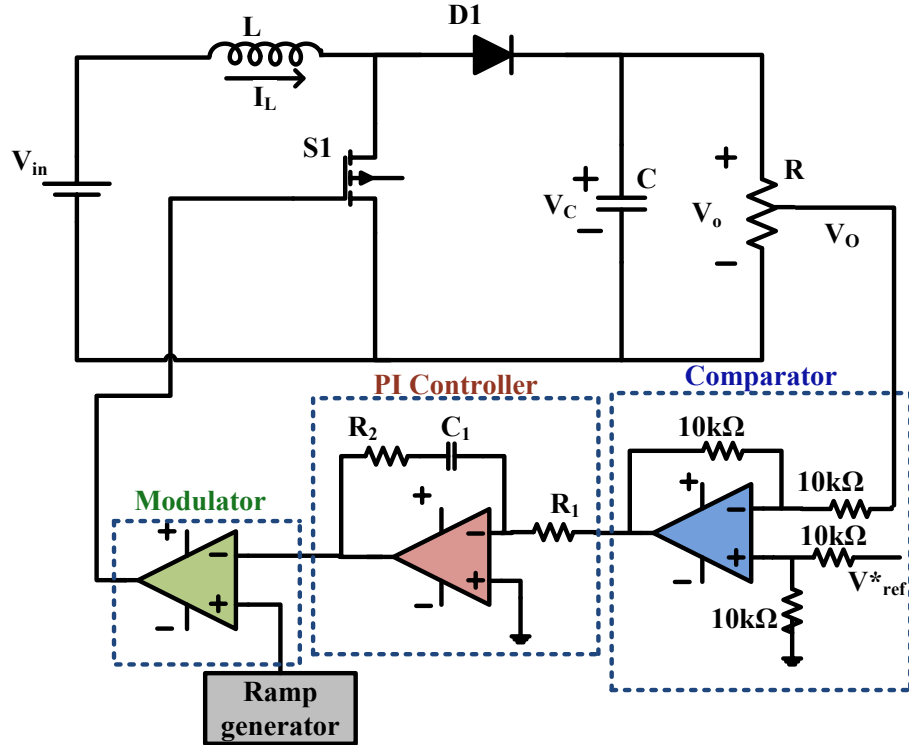 L
D1
I_L
S1
V_in
+
V_C
−
C
+
V_o
−
R
V_O
PI Controller
Comparator
R_2
C_1
10kΩ
Modulator
+
R_1
+
−
10kΩ
10kΩ
+
−
−
+
V*_ref
+
−
−
10kΩ
+
−
Ramp
generator